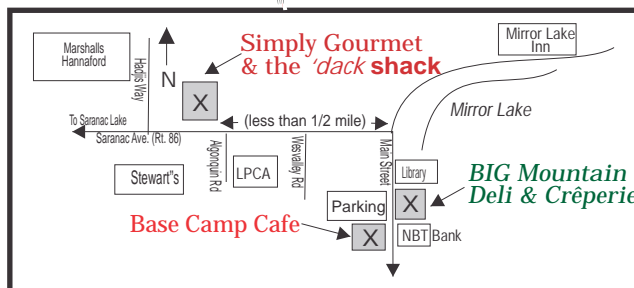 Marshalls
Hannaford
Hadjis Way
N
X
Simply Gourmet
& the 'dack shack
Mirror Lake
Inn
Mirror Lake
To Saranac Lake
Saranac Ave. (Rt. 86)
(less than 1/2 mile)
Stewart"s
Algonquin Rd
LPCA
Wesvalley Rd
Main Street
Library
Parking
X
BIG Mountain
Deli & Crêperie
Base Camp Cafe
X
NBT Bank